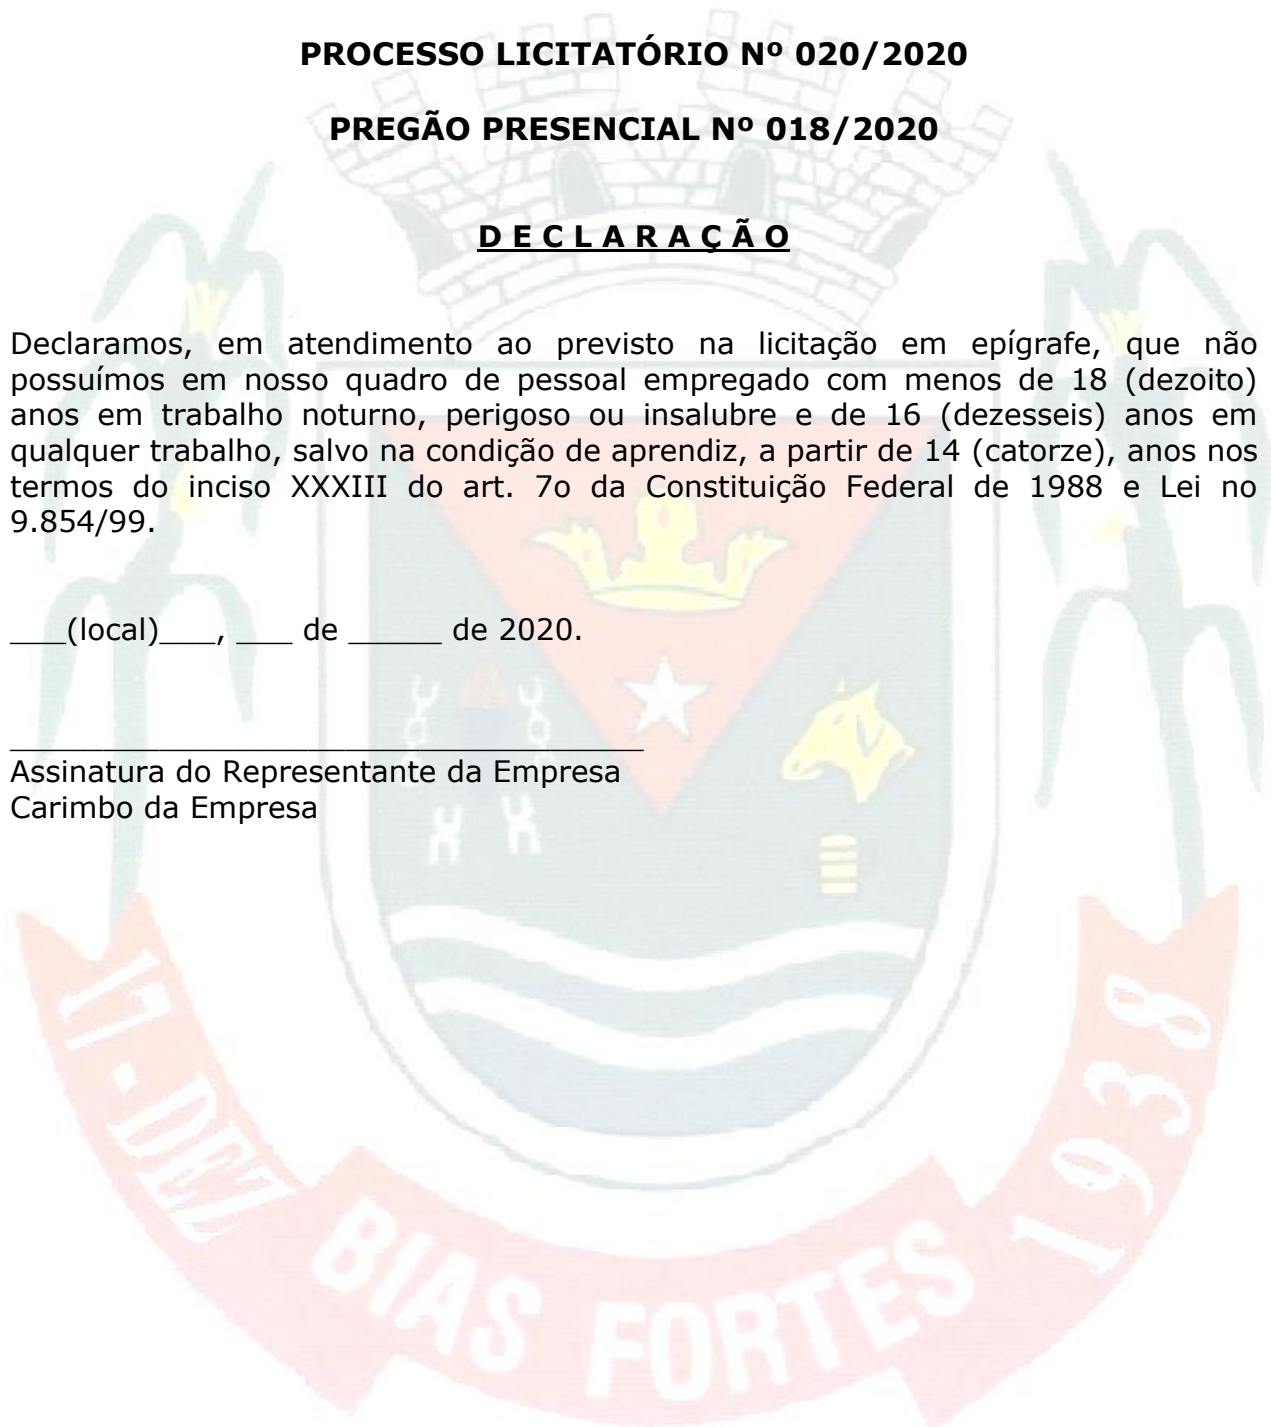 PROCESSO LICITATÓRIO Nº 020/2020
PREGÃO PRESENCIAL Nº 018/2020
D E C L A R A Ç Ã O
Declaramos, em atendimento ao previsto na licitação em epígrafe, que não
possuímos em nosso quadro de pessoal empregado com menos de 18 (dezoito)
anos em trabalho noturno, perigoso ou insalubre e de 16 (dezesseis) anos em
qualquer trabalho, salvo na condição de aprendiz, a partir de 14 (catorze), anos nos
termos do inciso XXXIII do art. 7o da Constituição Federal de 1988 e Lei no
9.854/99.
___(local)___, ___ de _____ de 2020.
__________________________________
Assinatura do Representante da Empresa
Carimbo da Empresa
17-DEZ
BIAS FORTES
1938